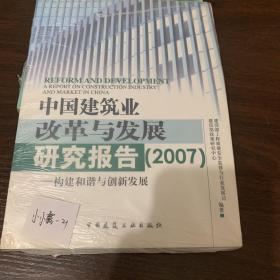 REFORM AND DEVELOPMENT
A REPORT ON CONSTRUCTION INDUSTRY
AND MARKET IN CHINA
中国建筑业
改革与发展
研究报告(2007)
构建和谐与创新发展
中国建筑工业出版社